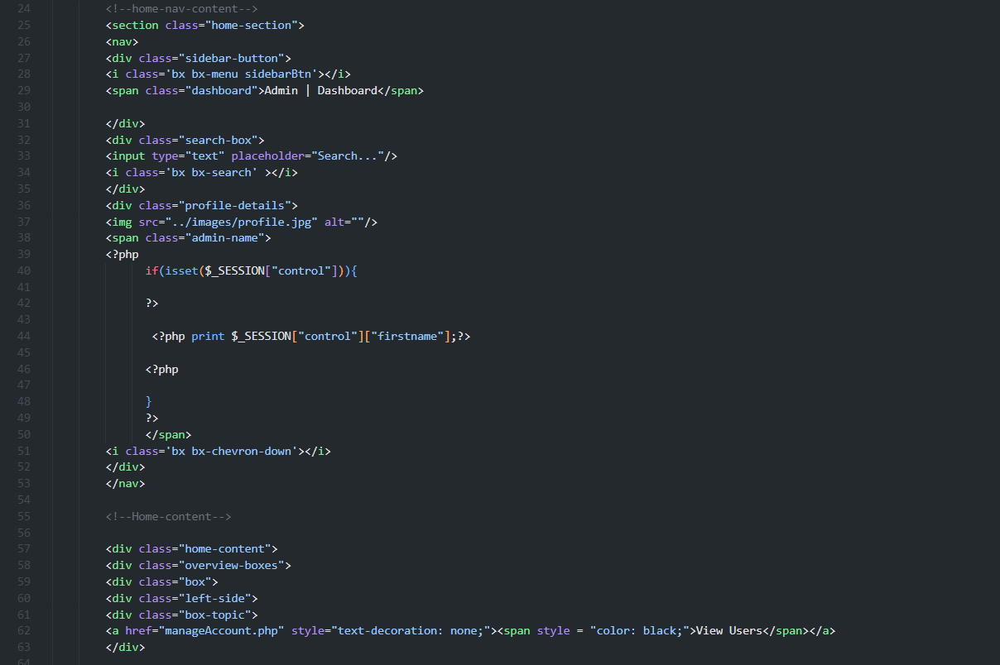 24 <!--home-nav-content-->
25 <section class="home-section">
26 <nav>
27 <div class="sidebar-button">
28 <i class='bx bx-menu sidebarBtn'></i>
29 <span class="dashboard">Admin | Dashboard</span>
30
31 </div>
32 <div class="search-box">
33 <input type="text" placeholder="Search..."/>
34 <i class='bx bx-search' ></i>
35 </div>
36 <div class="profile-details">
37 <img src="../images/profile.jpg" alt=""/>
38 <span class="admin-name">
39 <?php
40 if(isset($_SESSION["control"])){
41
42 ?>
43
44 <?php print $_SESSION["control"]["firstname"];?>
45
46 <?php
47
48 }
49 ?>
50 </span>
51 <i class='bx bx-chevron-down'></i>
52 </div>
53 </nav>
54
55 <!--Home-content-->
56
57 <div class="home-content">
58 <div class="overview-boxes">
59 <div class="box">
60 <div class="left-side">
61 <div class="box-topic">
62 <a href="manageAccount.php" style="text-decoration: none;"><span style = "color: black;">View Users</span></a>
63 </div>
64